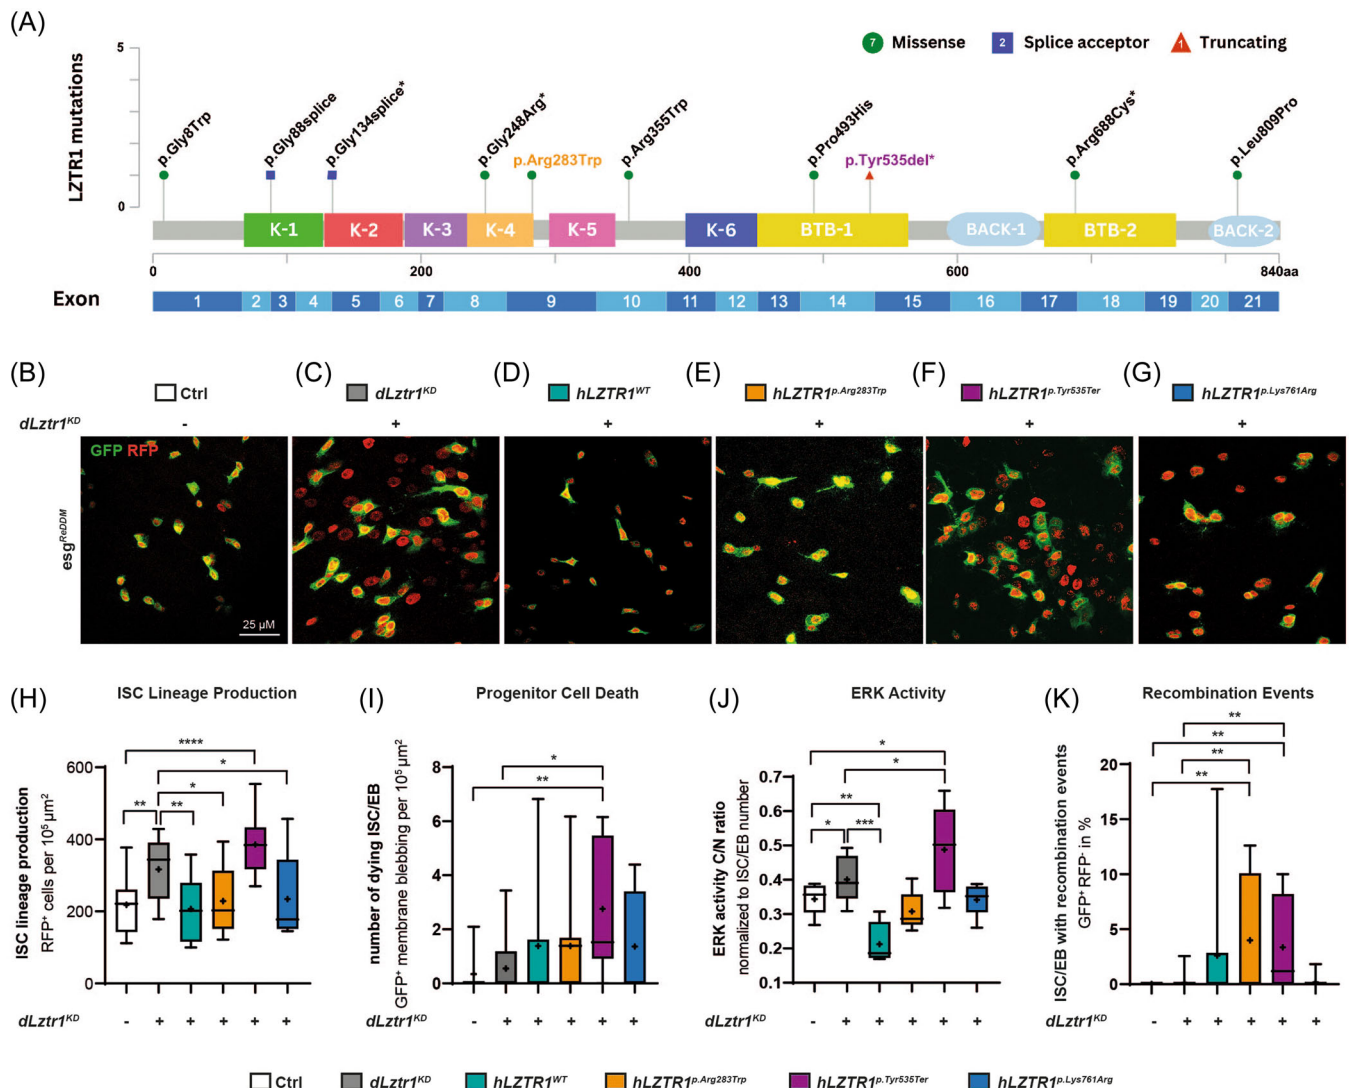 (A)
LZTR1 mutations
5
0
7 Missense
2 Splice acceptor
1 Truncating
p.Gly8Trp
p.Gly88splice
p.Gly134splice*
p.Gly248Arg*
p.Arg283Trp
p.Arg355Trp
p.Pro493His
p.Tyr535del*
p.Arg688Cys*
p.Leu809Pro
K-1 K-2 K-3 K-4 K-5 K-6 BTB-1 BACK-1 BTB-2 BACK-2
0 200 400 600 840aa
Exon 1 2 3 4 5 6 7 8 9 10 11 12 13 14 15 16 17 18 19 20 21
(B) Ctrl (C) dLztr1KD (D) hLZTR1WT (E) hLZTR1p.Arg283Trp (F) hLZTR1p.Tyr535Ter (G) hLZTR1p.Lys761Arg
dLztr1KD - + + + + +
GFP RFP
esgReDDM
25 µM
(H) ISC Lineage Production
ISC lineage production
RFP+ cells per 10⁵ µm²
600
400
200
0
**** * * ** **
dLztr1KD - + + + + +
(I) Progenitor Cell Death
number of dying ISC/EB
GFP+ membrane blebbing per 10⁵ µm²
8
6
4
2
0
* **
dLztr1KD - + + + + +
(J) ERK Activity
ERK activity C/N ratio
normalized to ISC/EB number
0.7
0.6
0.5
0.4
0.3
0.2
0.1
* * ** * ***
dLztr1KD - + + + + +
(K) Recombination Events
ISC/EB with recombination events
GFP+ RFP- in %
20
15
10
5
0
** ** ** **
dLztr1KD - + + + + +
Ctrl dLztr1KD hLZTR1WT hLZTR1p.Arg283Trp hLZTR1p.Tyr535Ter hLZTR1p.Lys761Arg